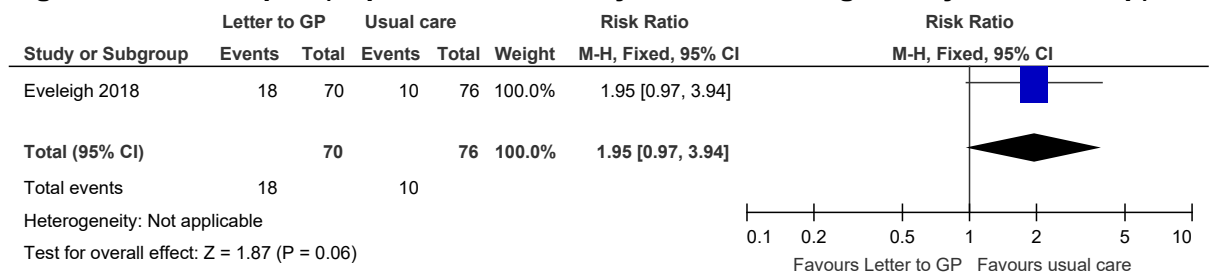 Letter to GP Usual care Risk Ratio Risk Ratio
Study or Subgroup Events Total Events Total Weight M-H, Fixed, 95% CI M-H, Fixed, 95% CI
Eveleigh 2018 18 70 10 76 100.0% 1.95 [0.97, 3.94]
Total (95% CI) 70 76 100.0% 1.95 [0.97, 3.94]
Total events 18 10
Heterogeneity: Not applicable
Test for overall effect: Z = 1.87 (P = 0.06)
0.1 0.2 0.5 1 2 5 10
Favours Letter to GP Favours usual care